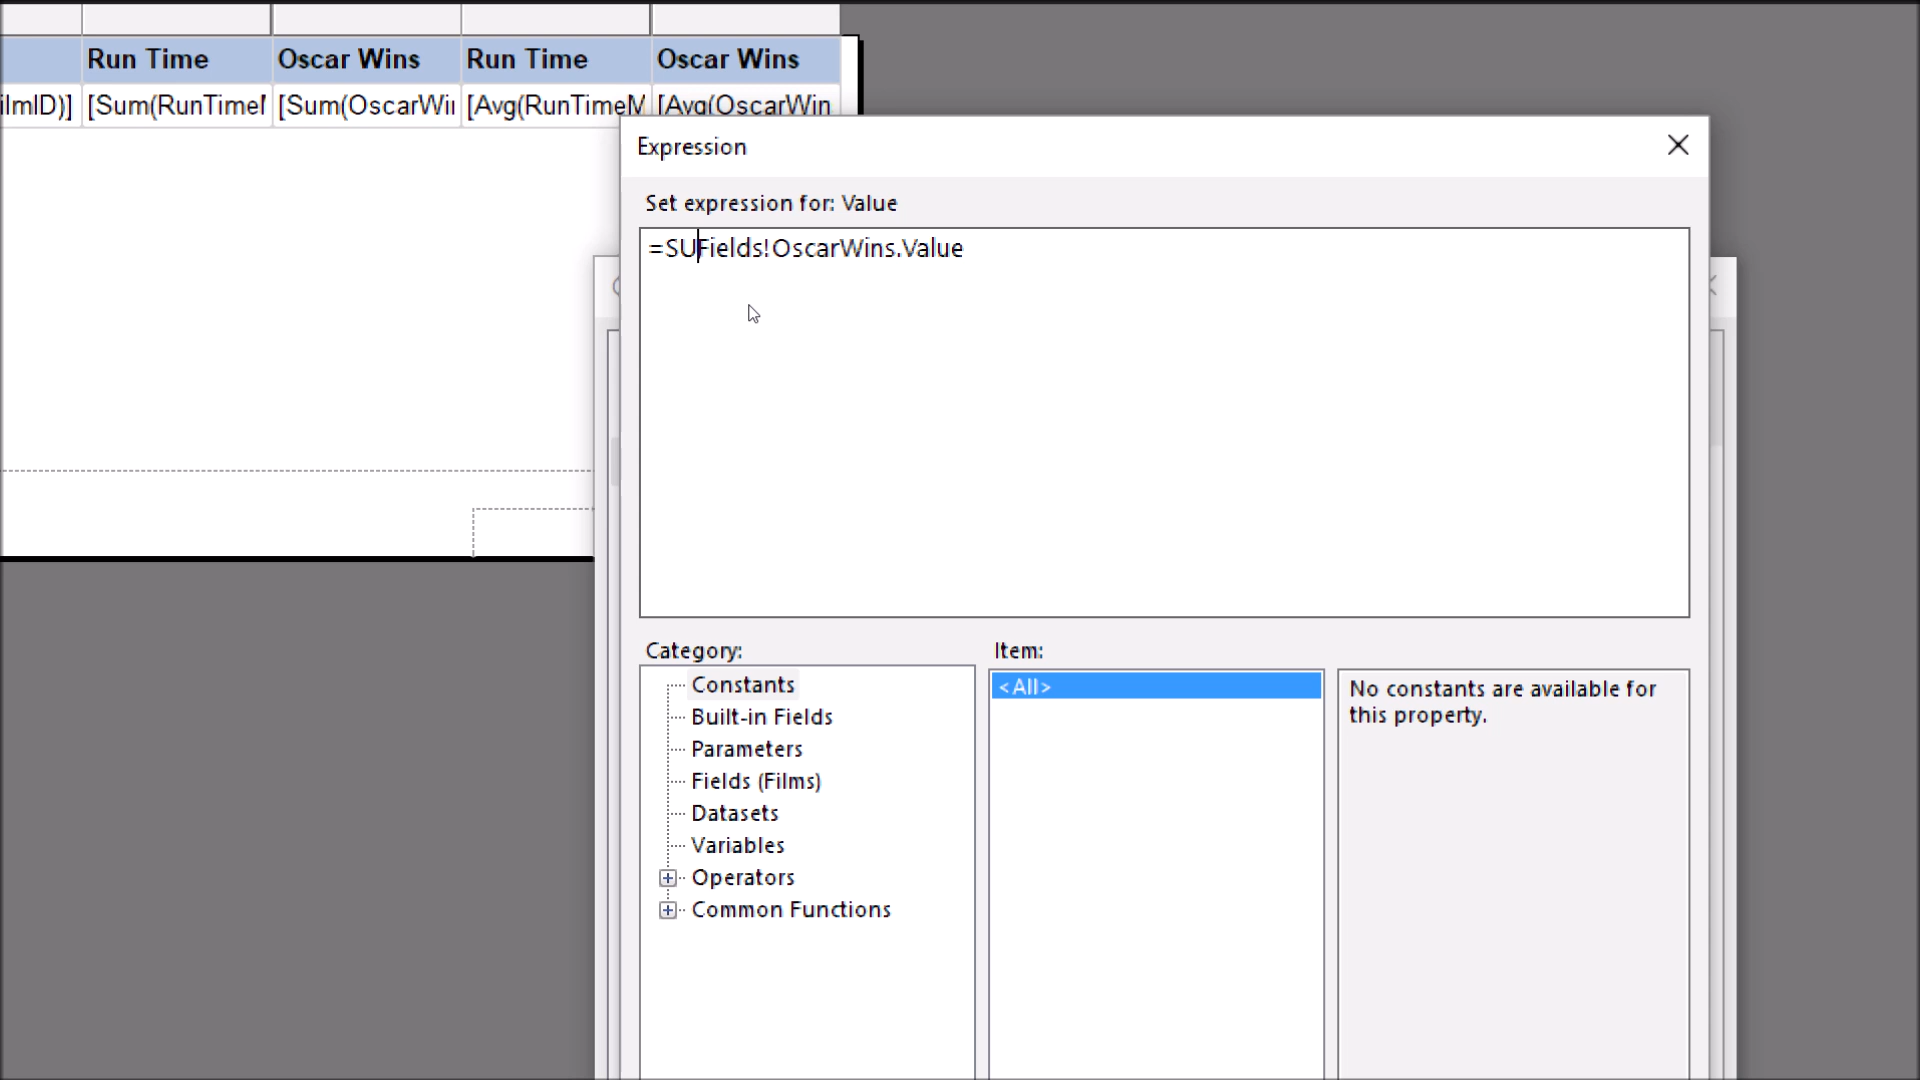 Run Time Oscar Wins Run Time Oscar Wins
ilmID)] [Sum(RunTimeM [Sum(OscarWin [Avg(RunTimeM [Avg(OscarWin
Expression
Set expression for: Value
=SUFields!OscarWins.Value
Category:
Constants
Built-in Fields
Parameters
Fields (Films)
Datasets
Variables
Operators
Common Functions
Item:
<All>
No constants are available for
this property.